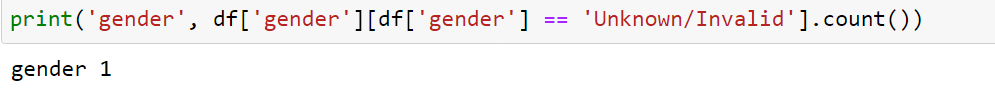 print('gender', df['gender'][df['gender'] == 'Unknown/Invalid'].count())
gender 1